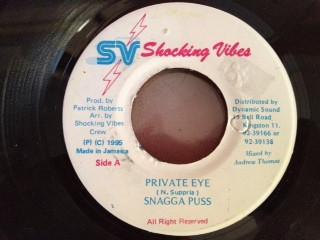 SV Shocking Vibes
Prod. by
Patrick Roberts
Arr. by
Shocking Vibes
Crew
(P) (C) 1995
Made in Jamaica
Side A
Distributed by
Dynamic Sound
15 Bell Road
Kingston 11.
92-39166 or
92-39138
Mixed by
Andrew Thomas
PRIVATE EYE
(N. Suppria)
SNAGGA PUSS
All Right Reserved